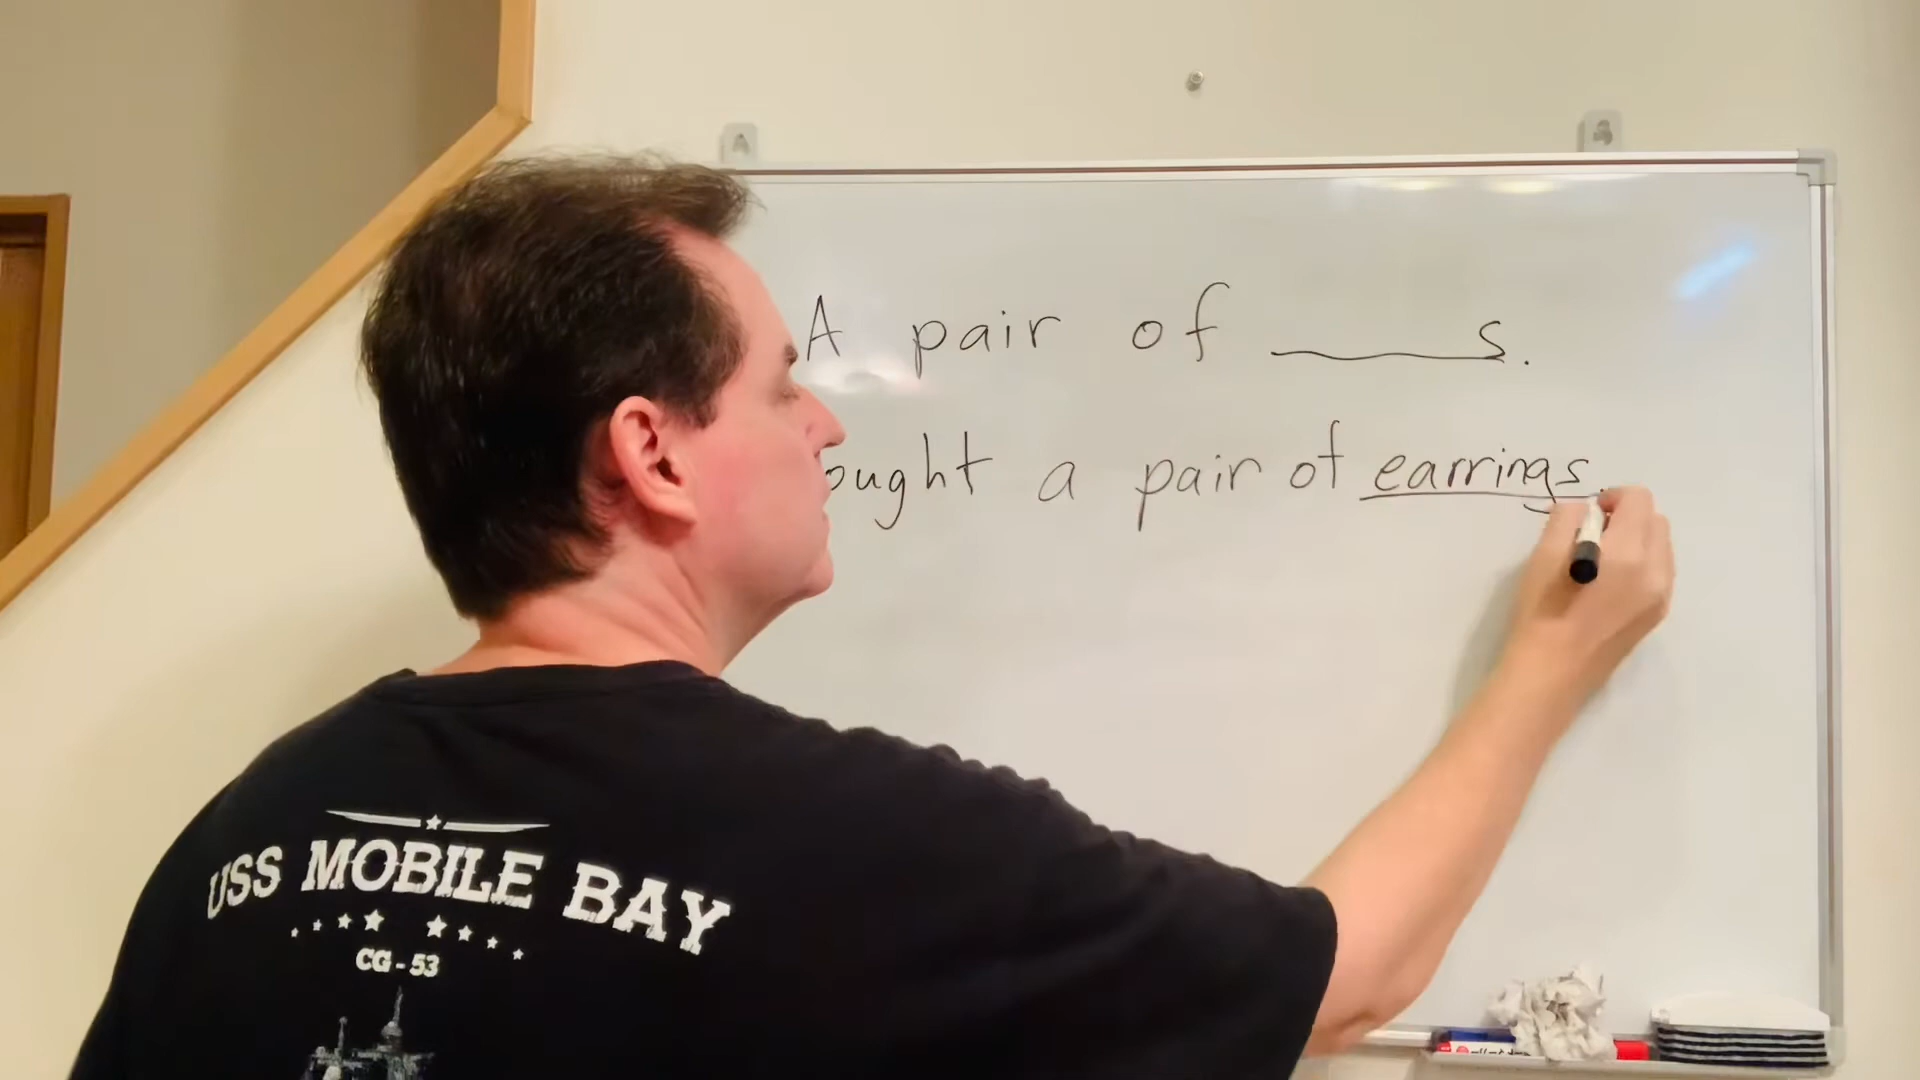 A pair of ____s.
ought a pair of earrings.
USS MOBILE BAY
CG-53